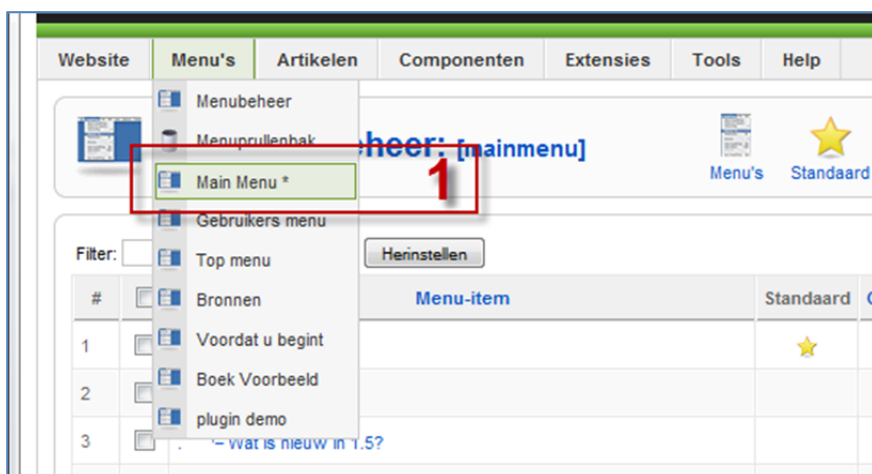 Website Menu's Artikelen Componenten Extensies Tools Help
Menubeheer
Menuprullenbak
[mainmenu]
Menu's Standaard
Main Menu *
1
Gebruikers menu
Filter:
Top menu
Herinstellen
# Bronnen Menu-item Standaard
1 Voordat u begint
Boek Voorbeeld
2
plugin demo
3 Wat is nieuw in 1.5?